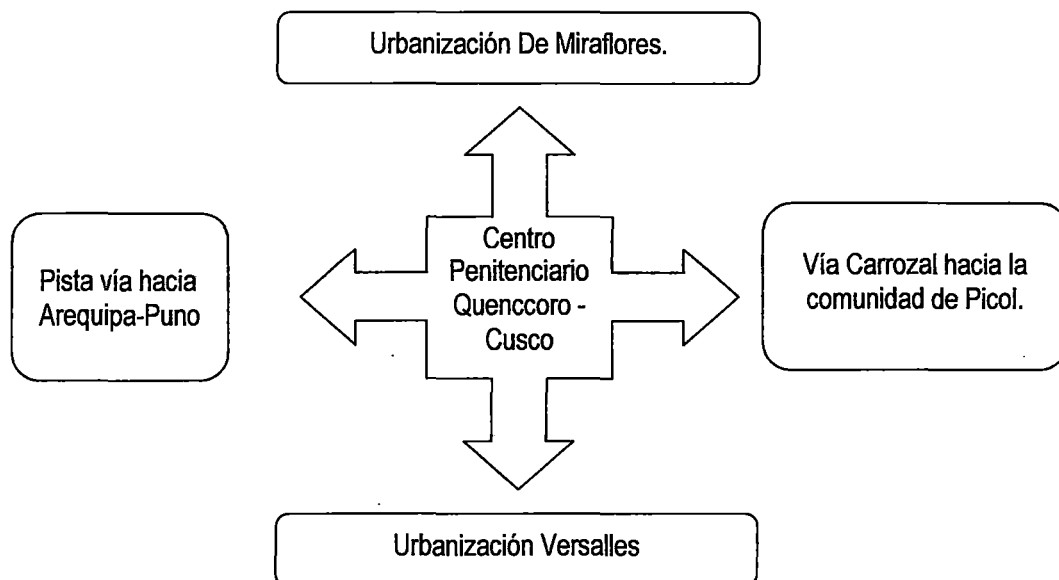 Urbanización De Miraflores.
Pista vía hacia
Arequipa-Puno
Centro
Penitenciario
Quenccoro -
Cusco
Vía Carrozal hacia la
comunidad de Picol.
Urbanización Versalles